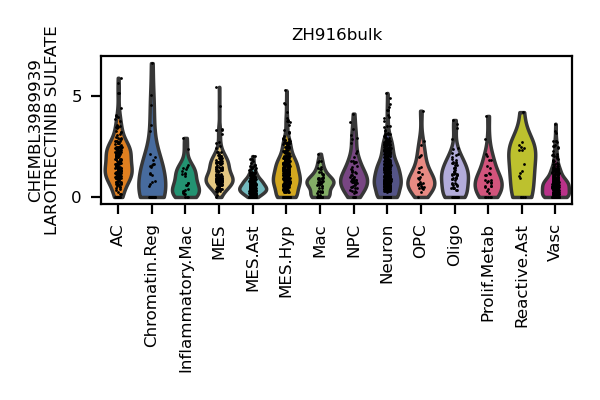 ZH916bulk
CHEMBL3989939
LAROTRECTINIB SULFATE
5
0
AC
Chromatin.Reg
Inflammatory.Mac
MES
MES.Ast
MES.Hyp
Mac
NPC
Neuron
OPC
Oligo
Prolif.Metab
Reactive.Ast
Vasc